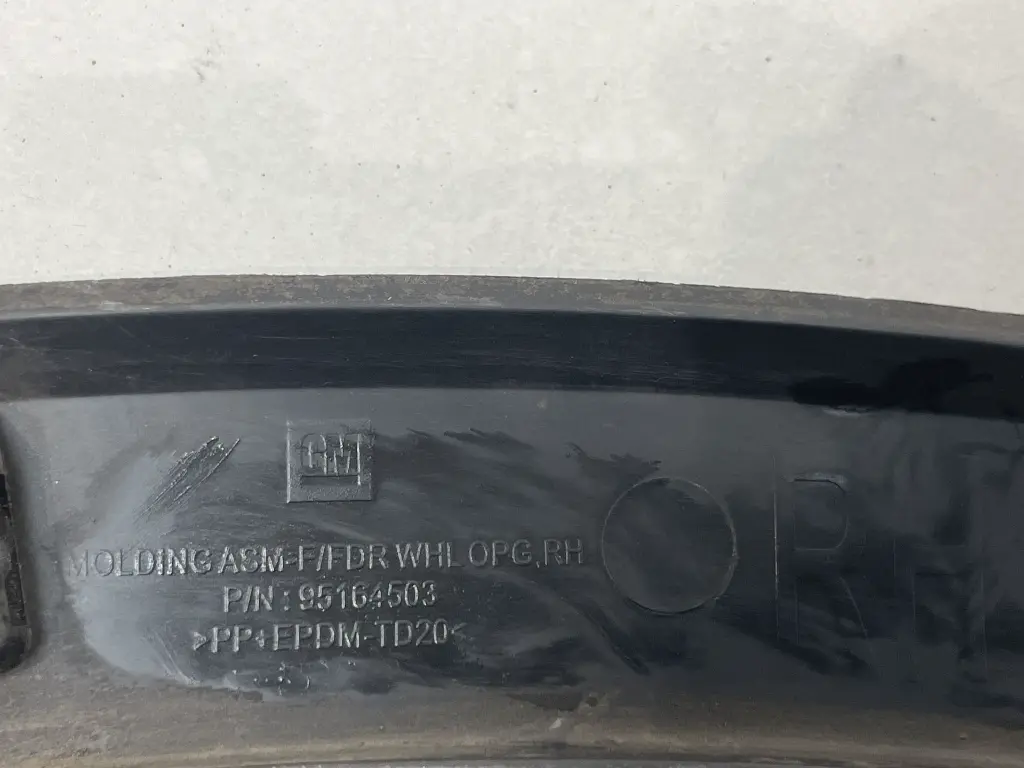 GM
MOLDING ASM-F/FDR WHL OPG,RH
P/N : 95164503
>PP+EPDM-TD20<
RH